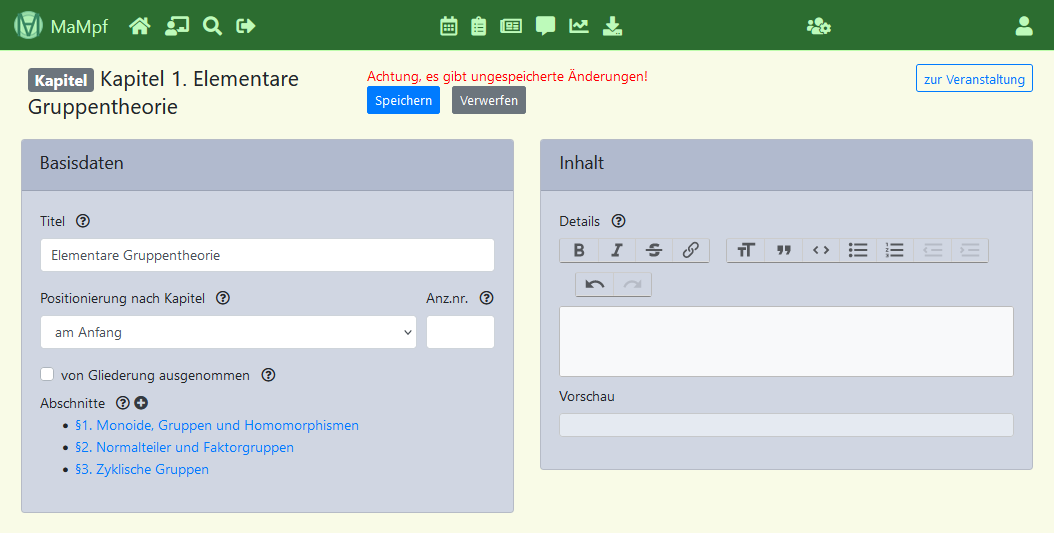 MaMpf
Kapitel Kapitel 1. Elementare
Gruppentheorie
Achtung, es gibt ungespeicherte Änderungen!
Speichern Verwerfen
zur Veranstaltung
Basisdaten
Titel
Elementare Gruppentheorie
Positionierung nach Kapitel Anz.nr.
am Anfang
von Gliederung ausgenommen
Abschnitte
• §1. Monoide, Gruppen und Homomorphismen
• §2. Normalteiler und Faktorgruppen
• §3. Zyklische Gruppen
Inhalt
Details
Vorschau